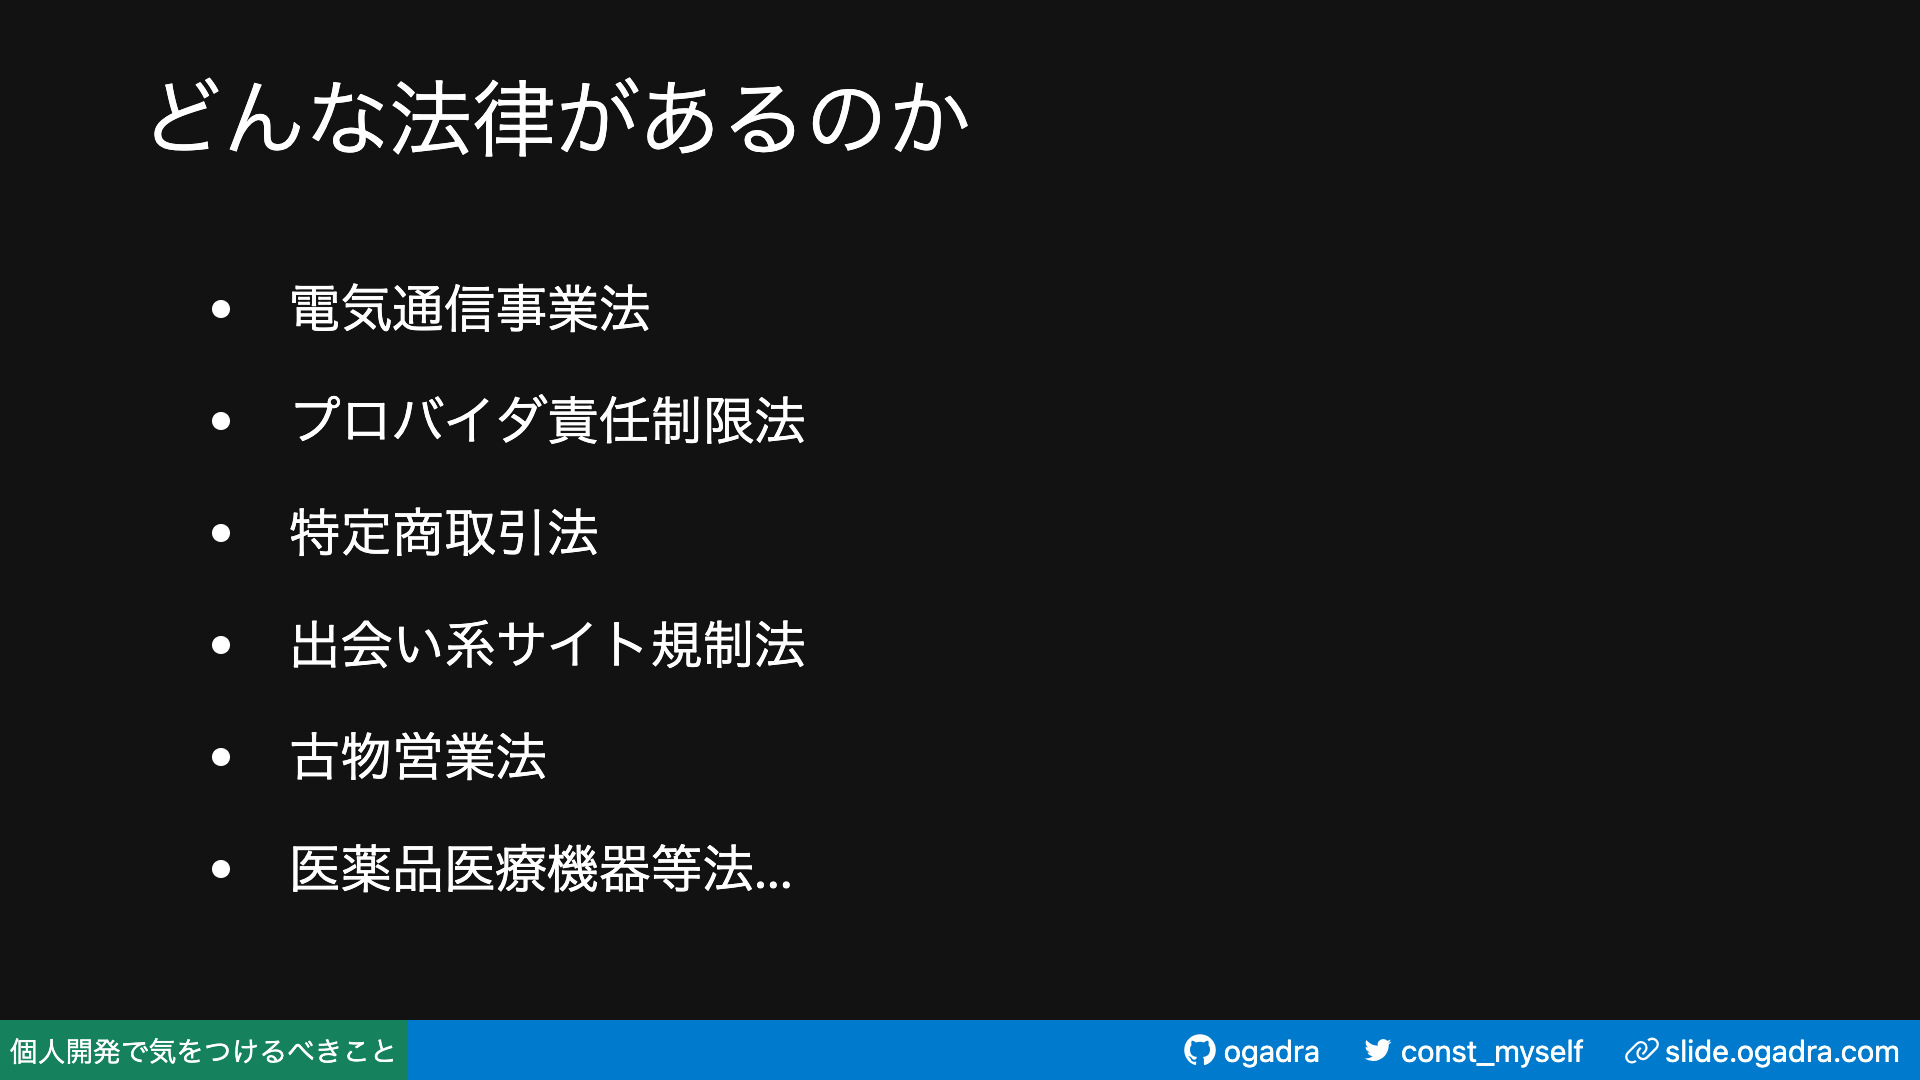 どんな法律があるのか
• 電気通信事業法
• プロバイダ責任制限法
• 特定商取引法
• 出会い系サイト規制法
• 古物営業法
• 医薬品医療機器等法...
個人開発で気をつけるべきこと
ogadra const_myself slide.ogadra.com